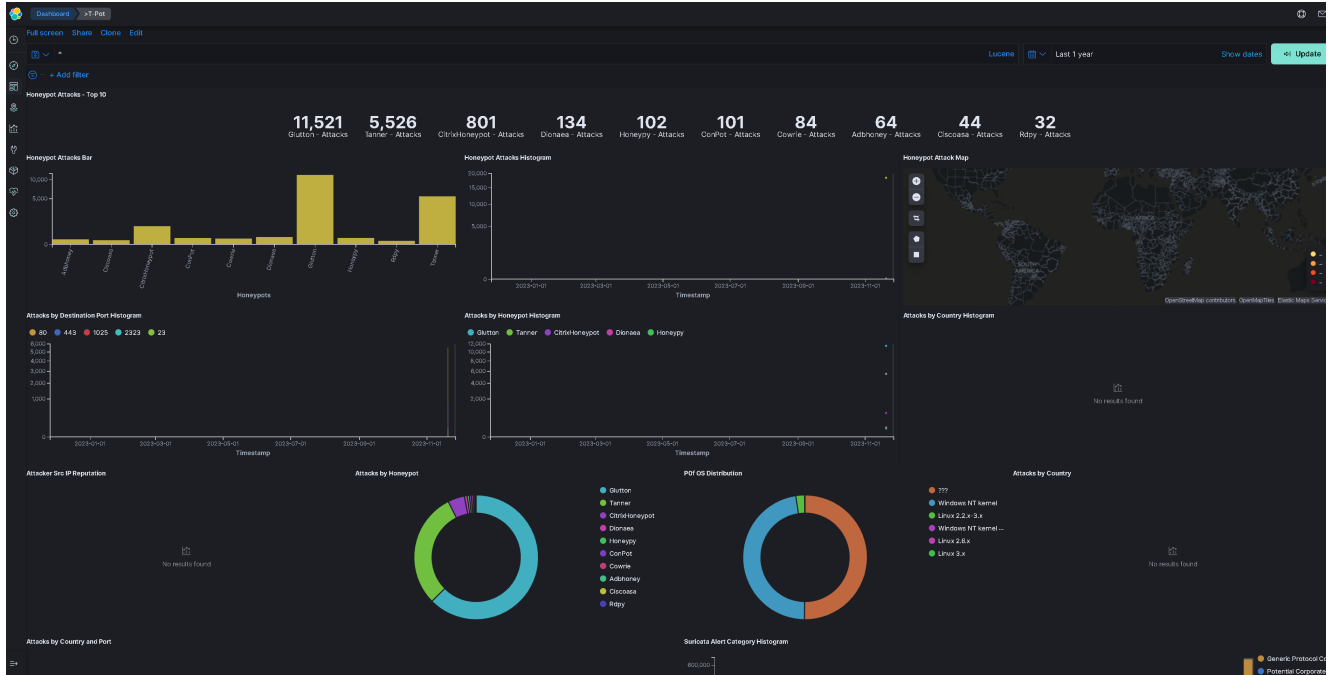 Dashboard >T-Pot
Full screen Share Clone Edit
* Lucene Last 1 year Show dates Update
+ Add filter
Honeypot Attacks - Top 10
11,521 5,526 801 134 102 101 84 64 44 32
Glutton - Attacks Tanner - Attacks CitrixHoneypot - Attacks Dionaea - Attacks Honeypy - Attacks ConPot - Attacks Cowrie - Attacks Adbhoney - Attacks Ciscoasa - Attacks Rdpy - Attacks
Honeypot Attacks Bar
10,000
5,000
0
Adbhoney Ciscoasa CitrixHoneypot ConPot Cowrie Dionaea Glutton Honeypy Rdpy Tanner
Honeypots
Honeypot Attacks Histogram
20,000
15,000
10,000
5,000
0
2023-01-01 2023-03-01 2023-05-01 2023-07-01 2023-09-01 2023-11-01
Timestamp
Honeypot Attack Map
AFRICA
SOUTH
AMERICA
OpenStreetMap contributors OpenMapTiles Elastic Maps Servic
Attacks by Destination Port Histogram
80 443 1025 2323 23
6,000
5,000
4,000
3,000
2,000
1,000
0
2023-01-01 2023-03-01 2023-05-01 2023-07-01 2023-09-01 2023-11-01
Timestamp
Attacks by Honeypot Histogram
Glutton Tanner CitrixHoneypot Dionaea Honeypy
12,000
10,000
8,000
6,000
4,000
2,000
0
2023-01-01 2023-03-01 2023-05-01 2023-07-01 2023-09-01 2023-11-01
Timestamp
Attacks by Country Histogram
No results found
Attacker Src IP Reputation
No results found
Attacks by Honeypot
Glutton
Tanner
CitrixHoneypot
Dionaea
Honeypy
ConPot
Cowrie
Adbhoney
Ciscoasa
Rdpy
P0f OS Distribution
???
Windows NT kernel
Linux 2.2.x-3.x
Windows NT kernel ...
Linux 2.6.x
Linux 3.x
Attacks by Country
No results found
Attacks by Country and Port
Suricata Alert Category Histogram
600,000
Generic Protocol Co
Potential Corporate